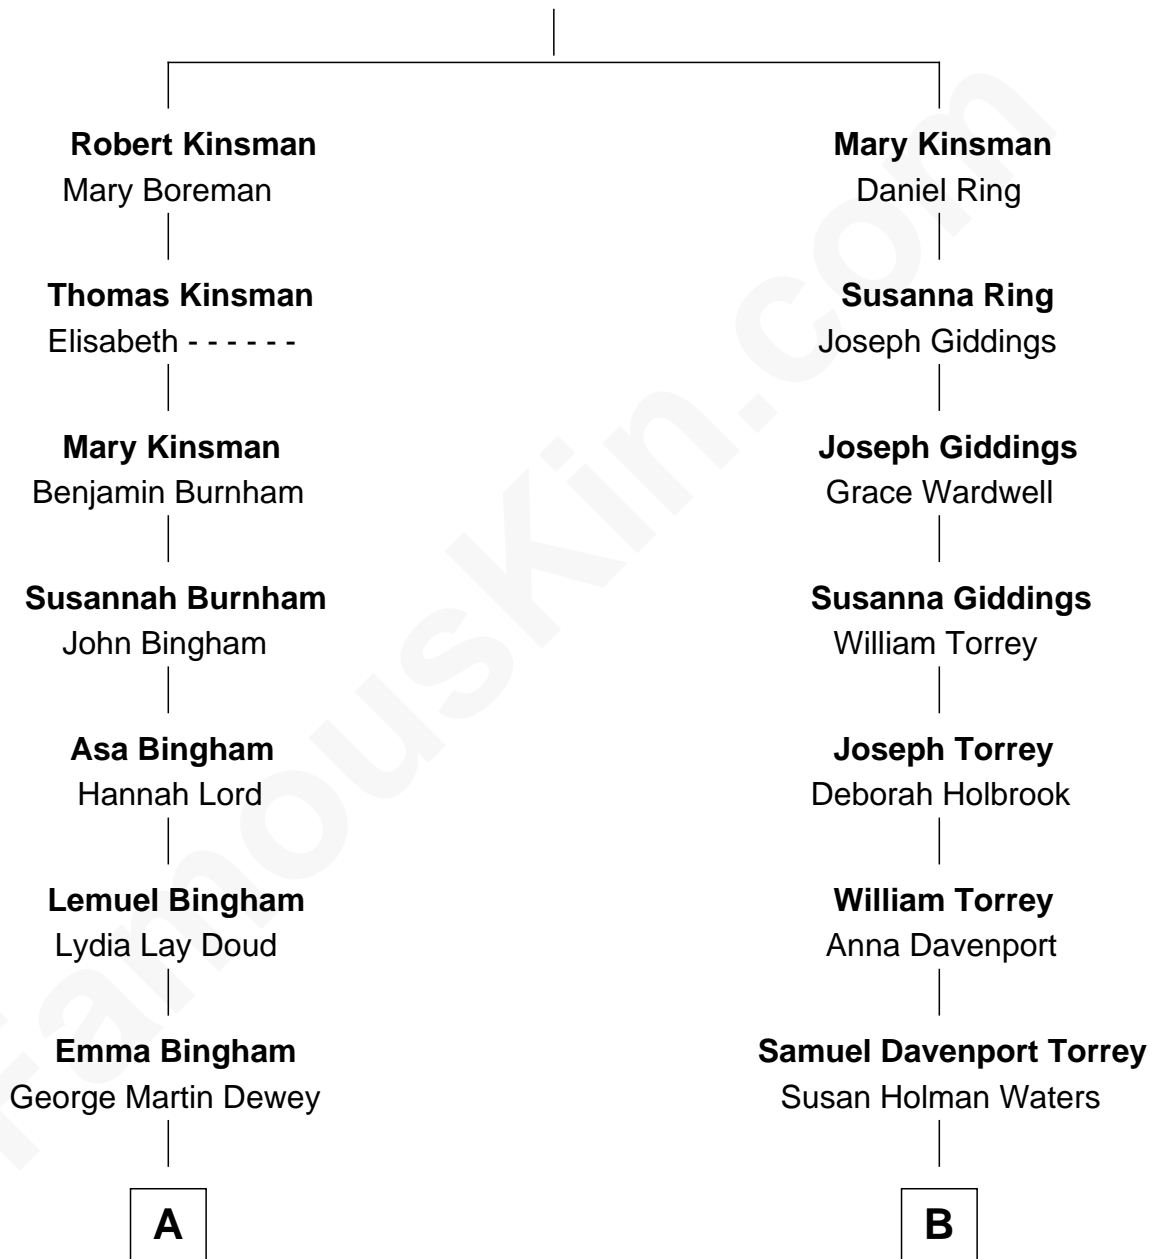 Robert Kinsman
Mary Boreman
Thomas Kinsman
Elisabeth - - - - - -
Mary Kinsman
Benjamin Burnham
Susannah Burnham
John Bingham
Asa Bingham
Hannah Lord
Lemuel Bingham
Lydia Lay Doud
Emma Bingham
George Martin Dewey
A
Mary Kinsman
Daniel Ring
Susanna Ring
Joseph Giddings
Joseph Giddings
Grace Wardwell
Susanna Giddings
William Torrey
Joseph Torrey
Deborah Holbrook
William Torrey
Anna Davenport
Samuel Davenport Torrey
Susan Holman Waters
B
FamousKin.com